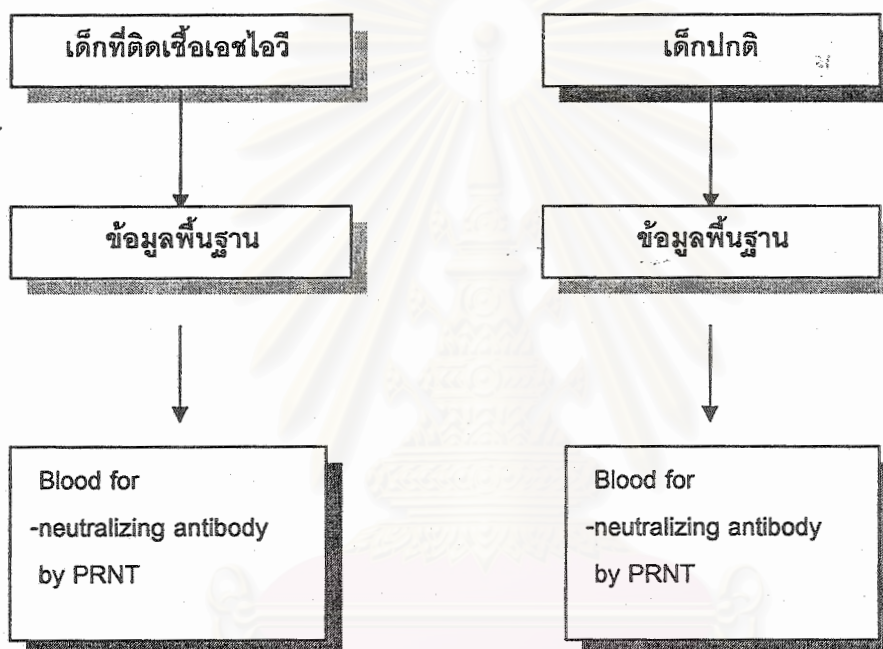 เด็กที่ติดเชื้อเอชไอวี
ข้อมูลพื้นฐาน
Blood for
-neutralizing antibody
by PRNT
เด็กปกติ
ข้อมูลพื้นฐาน
Blood for
-neutralizing antibody
by PRNT